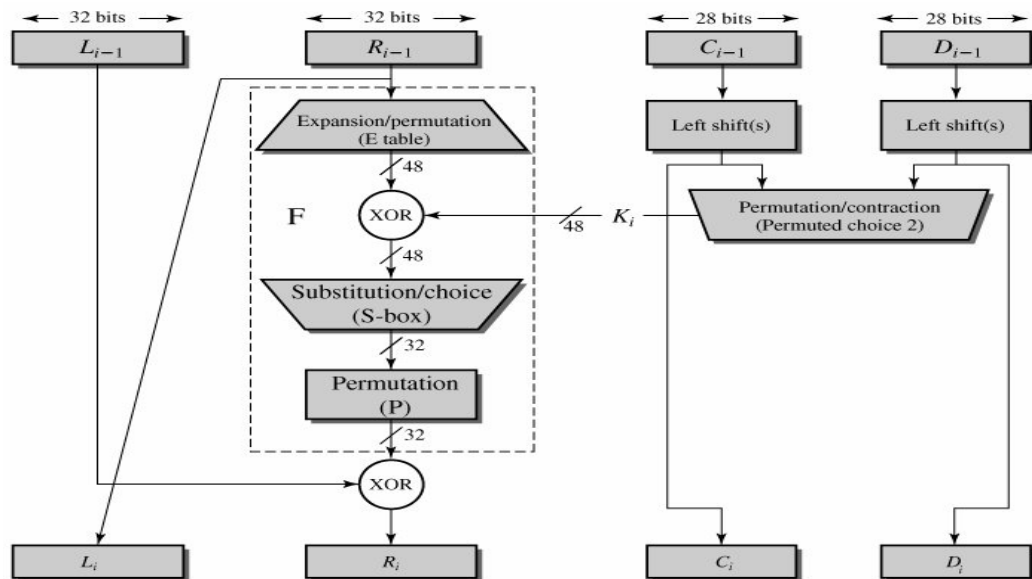 32 bits
32 bits
28 bits
28 bits
L_{i−1}
R_{i−1}
C_{i−1}
D_{i−1}
Expansion/permutation
(E table)
Left shift(s)
Left shift(s)
48
F
XOR
48
K_i
Permutation/contraction
(Permuted choice 2)
48
Substitution/choice
(S-box)
32
Permutation
(P)
32
XOR
L_i
R_i
C_i
D_i